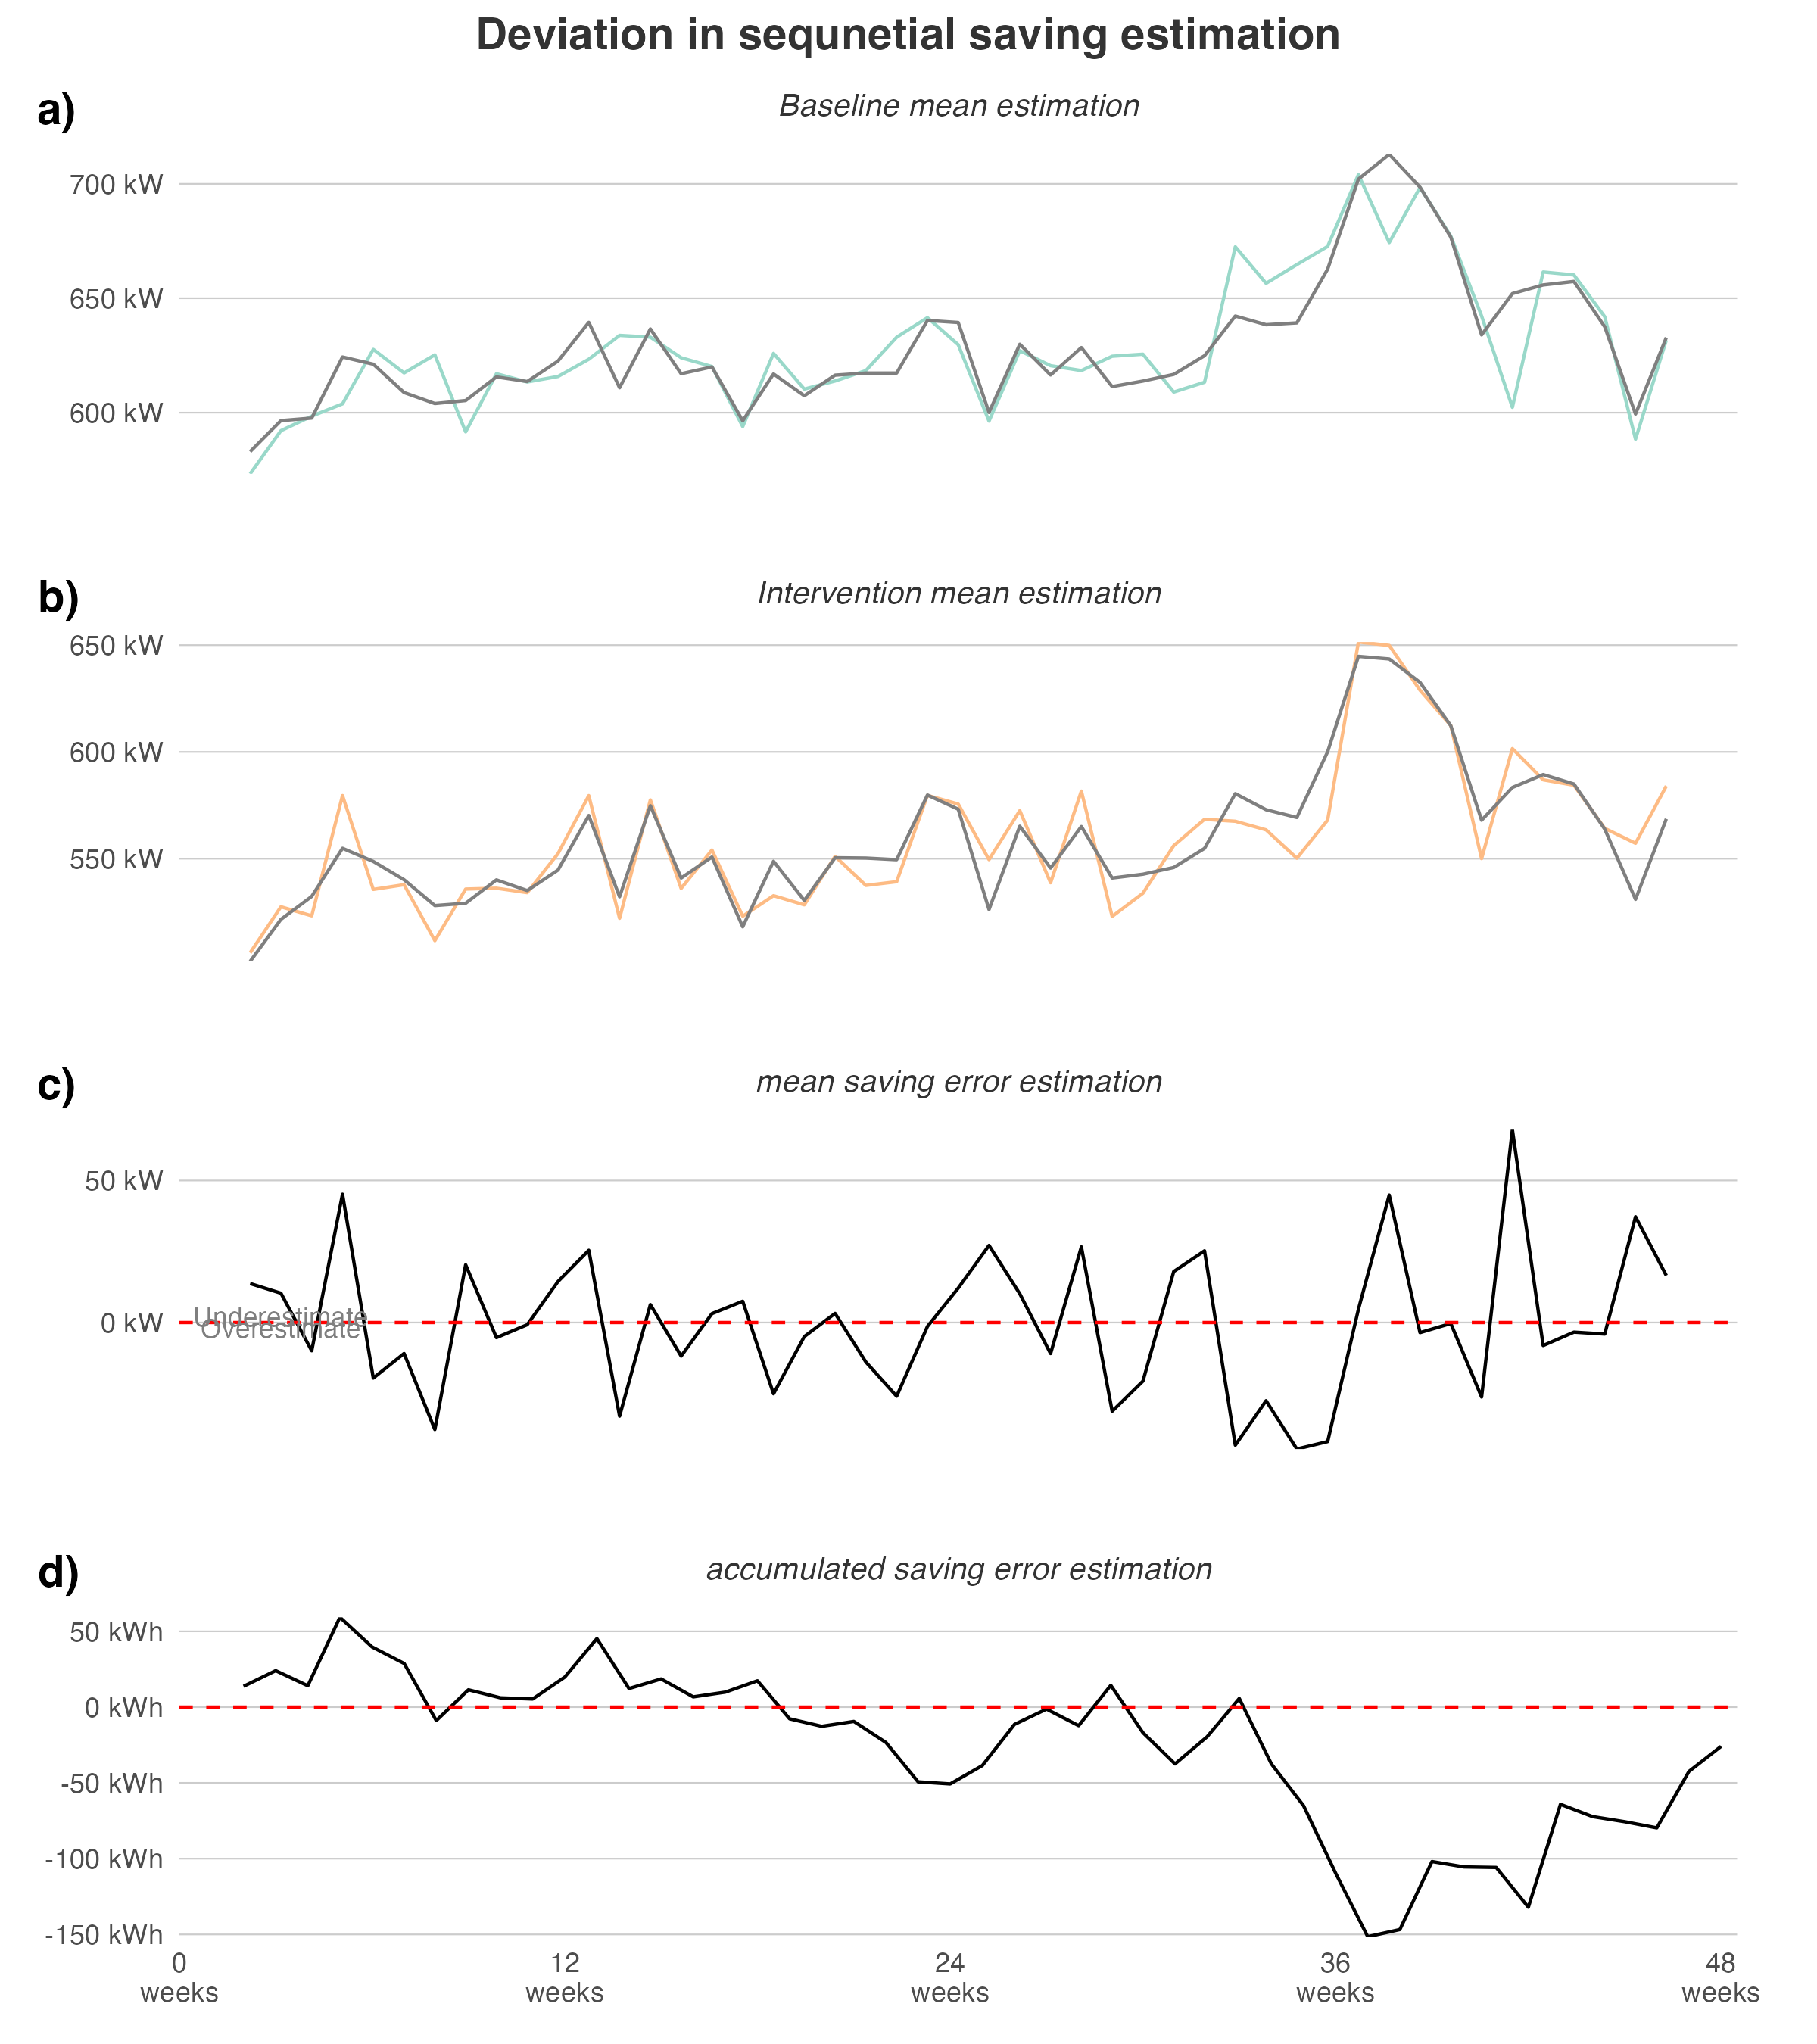 Deviation in sequnetial saving estimation
a)
Baseline mean estimation
700 kW
650 kW
600 kW
b)
Intervention mean estimation
650 kW
600 kW
550 kW
c)
mean saving error estimation
50 kW
Underestimate
0 kW
Overestimate
d)
accumulated saving error estimation
50 kWh
0 kWh
-50 kWh
-100 kWh
-150 kWh
0 12 24 36 48
weeks weeks weeks weeks weeks